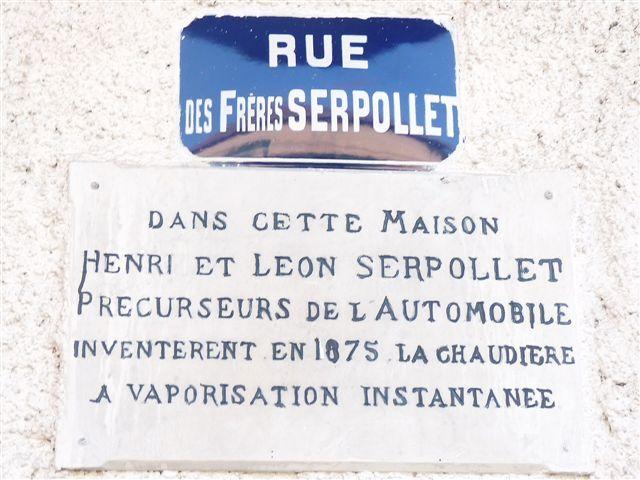 RUE
DES FRÈRES SERPOLLET
DANS CETTE MAISON
HENRI ET LEON SERPOLLET
PRECURSEURS DE L'AUTOMOBILE
INVENTERENT EN 1875 LA CHAUDIERE
A VAPORISATION INSTANTANEE